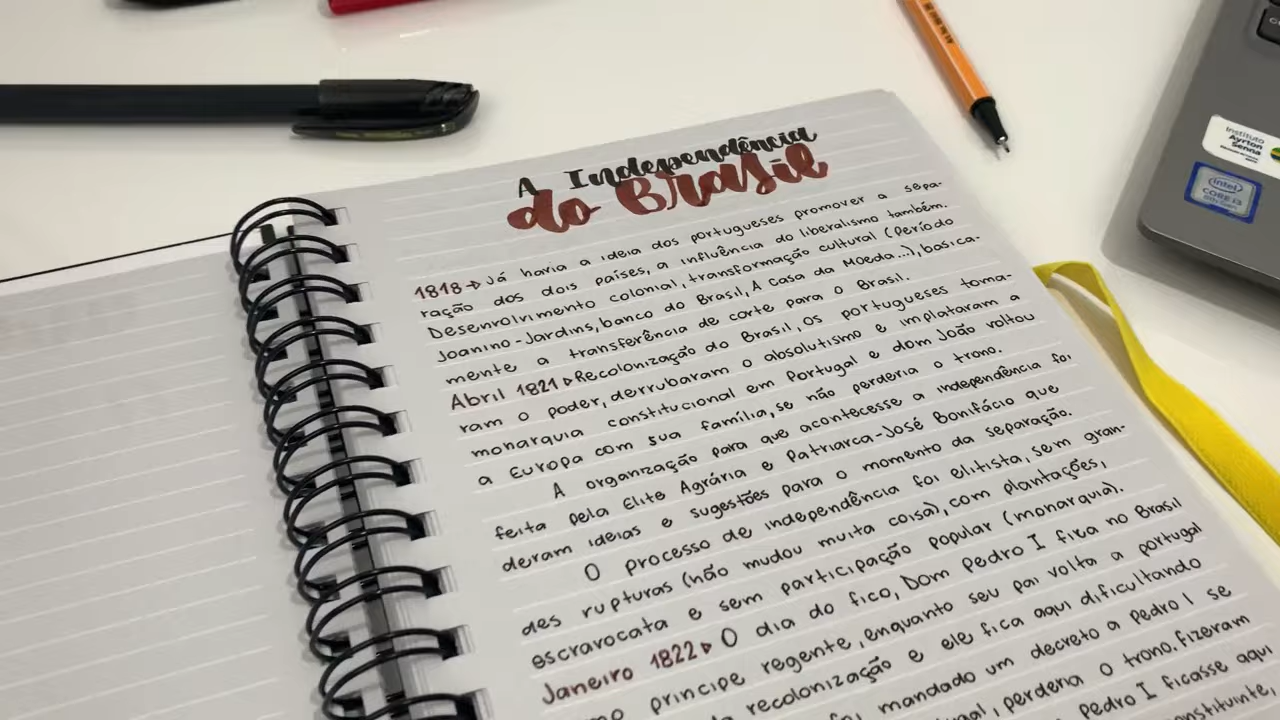 A Independência
do Brasil
1818→Já havia a ideia dos portugueses promover a sepa-
ração dos dois países, a influência do liberalismo também.
Desenvolvimento colonial, transformação cultural (Período
Joanino-Jardins, banco do Brasil, A casa da Moeda...), basica-
mente a transferência de corte para o Brasil.
Abril 1821▷Recolonização do Brasil, os portugueses toma-
ram o poder, derrubaram o absolutismo e implataram a
monarquia constitucional em Portugal e dom João voltou
a Europa com sua família, se não perderia o trono.
A organização para que acontecesse a independência foi
feita pela Elite Agrária e Patriarca-José Bonifácio que
deram ideias e sugestões para o momento da separação.
O processo de independência foi elitista, sem gran-
des rupturas (não mudou muita coisa), com plantações,
escravocata e sem participação popular (monarquia).
Janeiro 1822▷ O dia do fico, Dom Pedro I fica no Brasil
principe regente, enquanto seu pai volta a portugal
recolonização e ele fica aqui dificultando
mandado um decreto a Pedro I se
perderia o trono. fizeram
Pedro I ficasse aqui
Instituto
Ayrton
Senna
intel
CORE i3